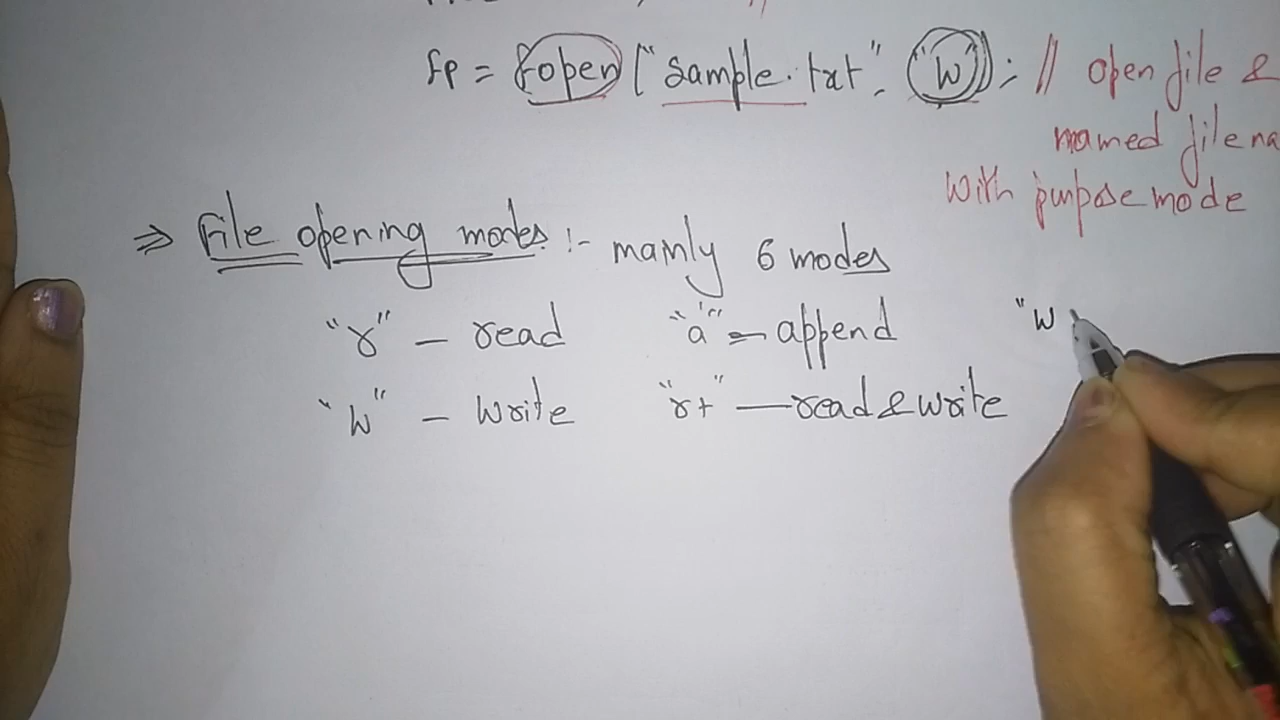 fp = fopen ("sample.txt", "w"); // open file &
named
with purpose mode
⇒ File opening modes :- mainly 6 modes
"r" — read "a" — append "w
"w" — write "r+" — read & write